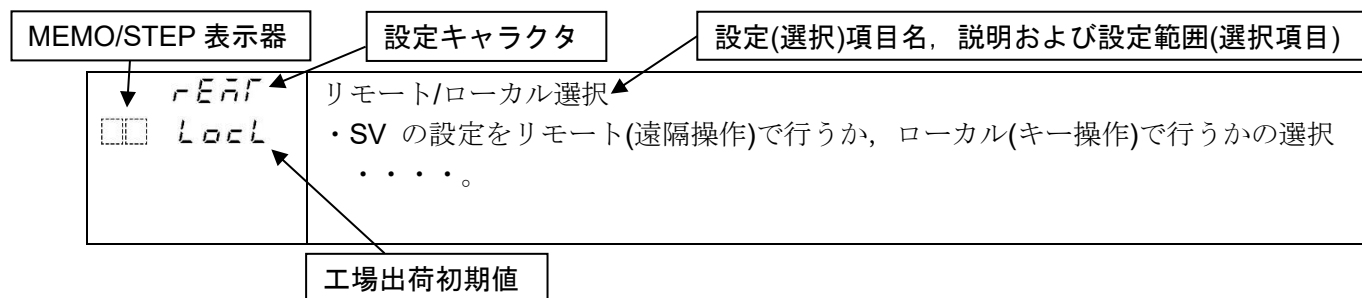 MEMO/STEP 表示器
設定キャラクタ
設定(選択)項目名，説明および設定範囲(選択項目)
rEMT
LocL
リモート/ローカル選択
・SV の設定をリモート(遠隔操作)で行うか，ローカル(キー操作)で行うかの選択
・・・・。
工場出荷初期値